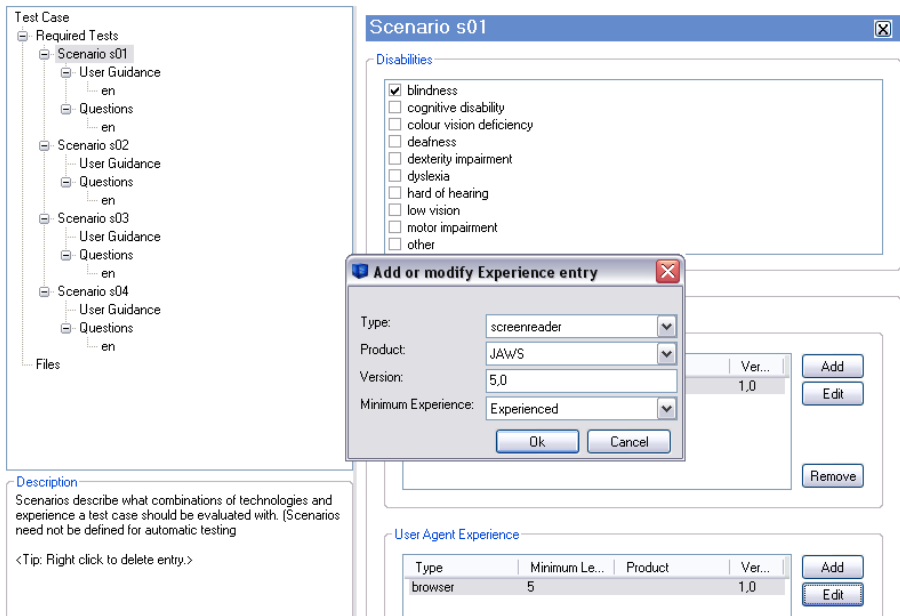 Test Case
Required Tests
Scenario s01
User Guidance
en
Questions
en
Scenario s02
User Guidance
Questions
en
Scenario s03
User Guidance
Questions
en
Scenario s04
User Guidance
Questions
en
Files
Description
Scenarios describe what combinations of technologies and
experience a test case should be evaluated with. (Scenarios
need not be defined for automatic testing
<Tip: Right click to delete entry.>
Scenario s01
Disabilities
blindness
cognitive disability
colour vision deficiency
deafness
dexterity impairment
dyslexia
hard of hearing
low vision
motor impairment
other
Add or modify Experience entry
Type: screenreader
Product: JAWS
Version: 5,0
Minimum Experience: Experienced
Ok Cancel
Ver... Add
1,0 Edit
Remove
User Agent Experience
Type Minimum Le... Product Ver... Add
browser 5 1,0 Edit